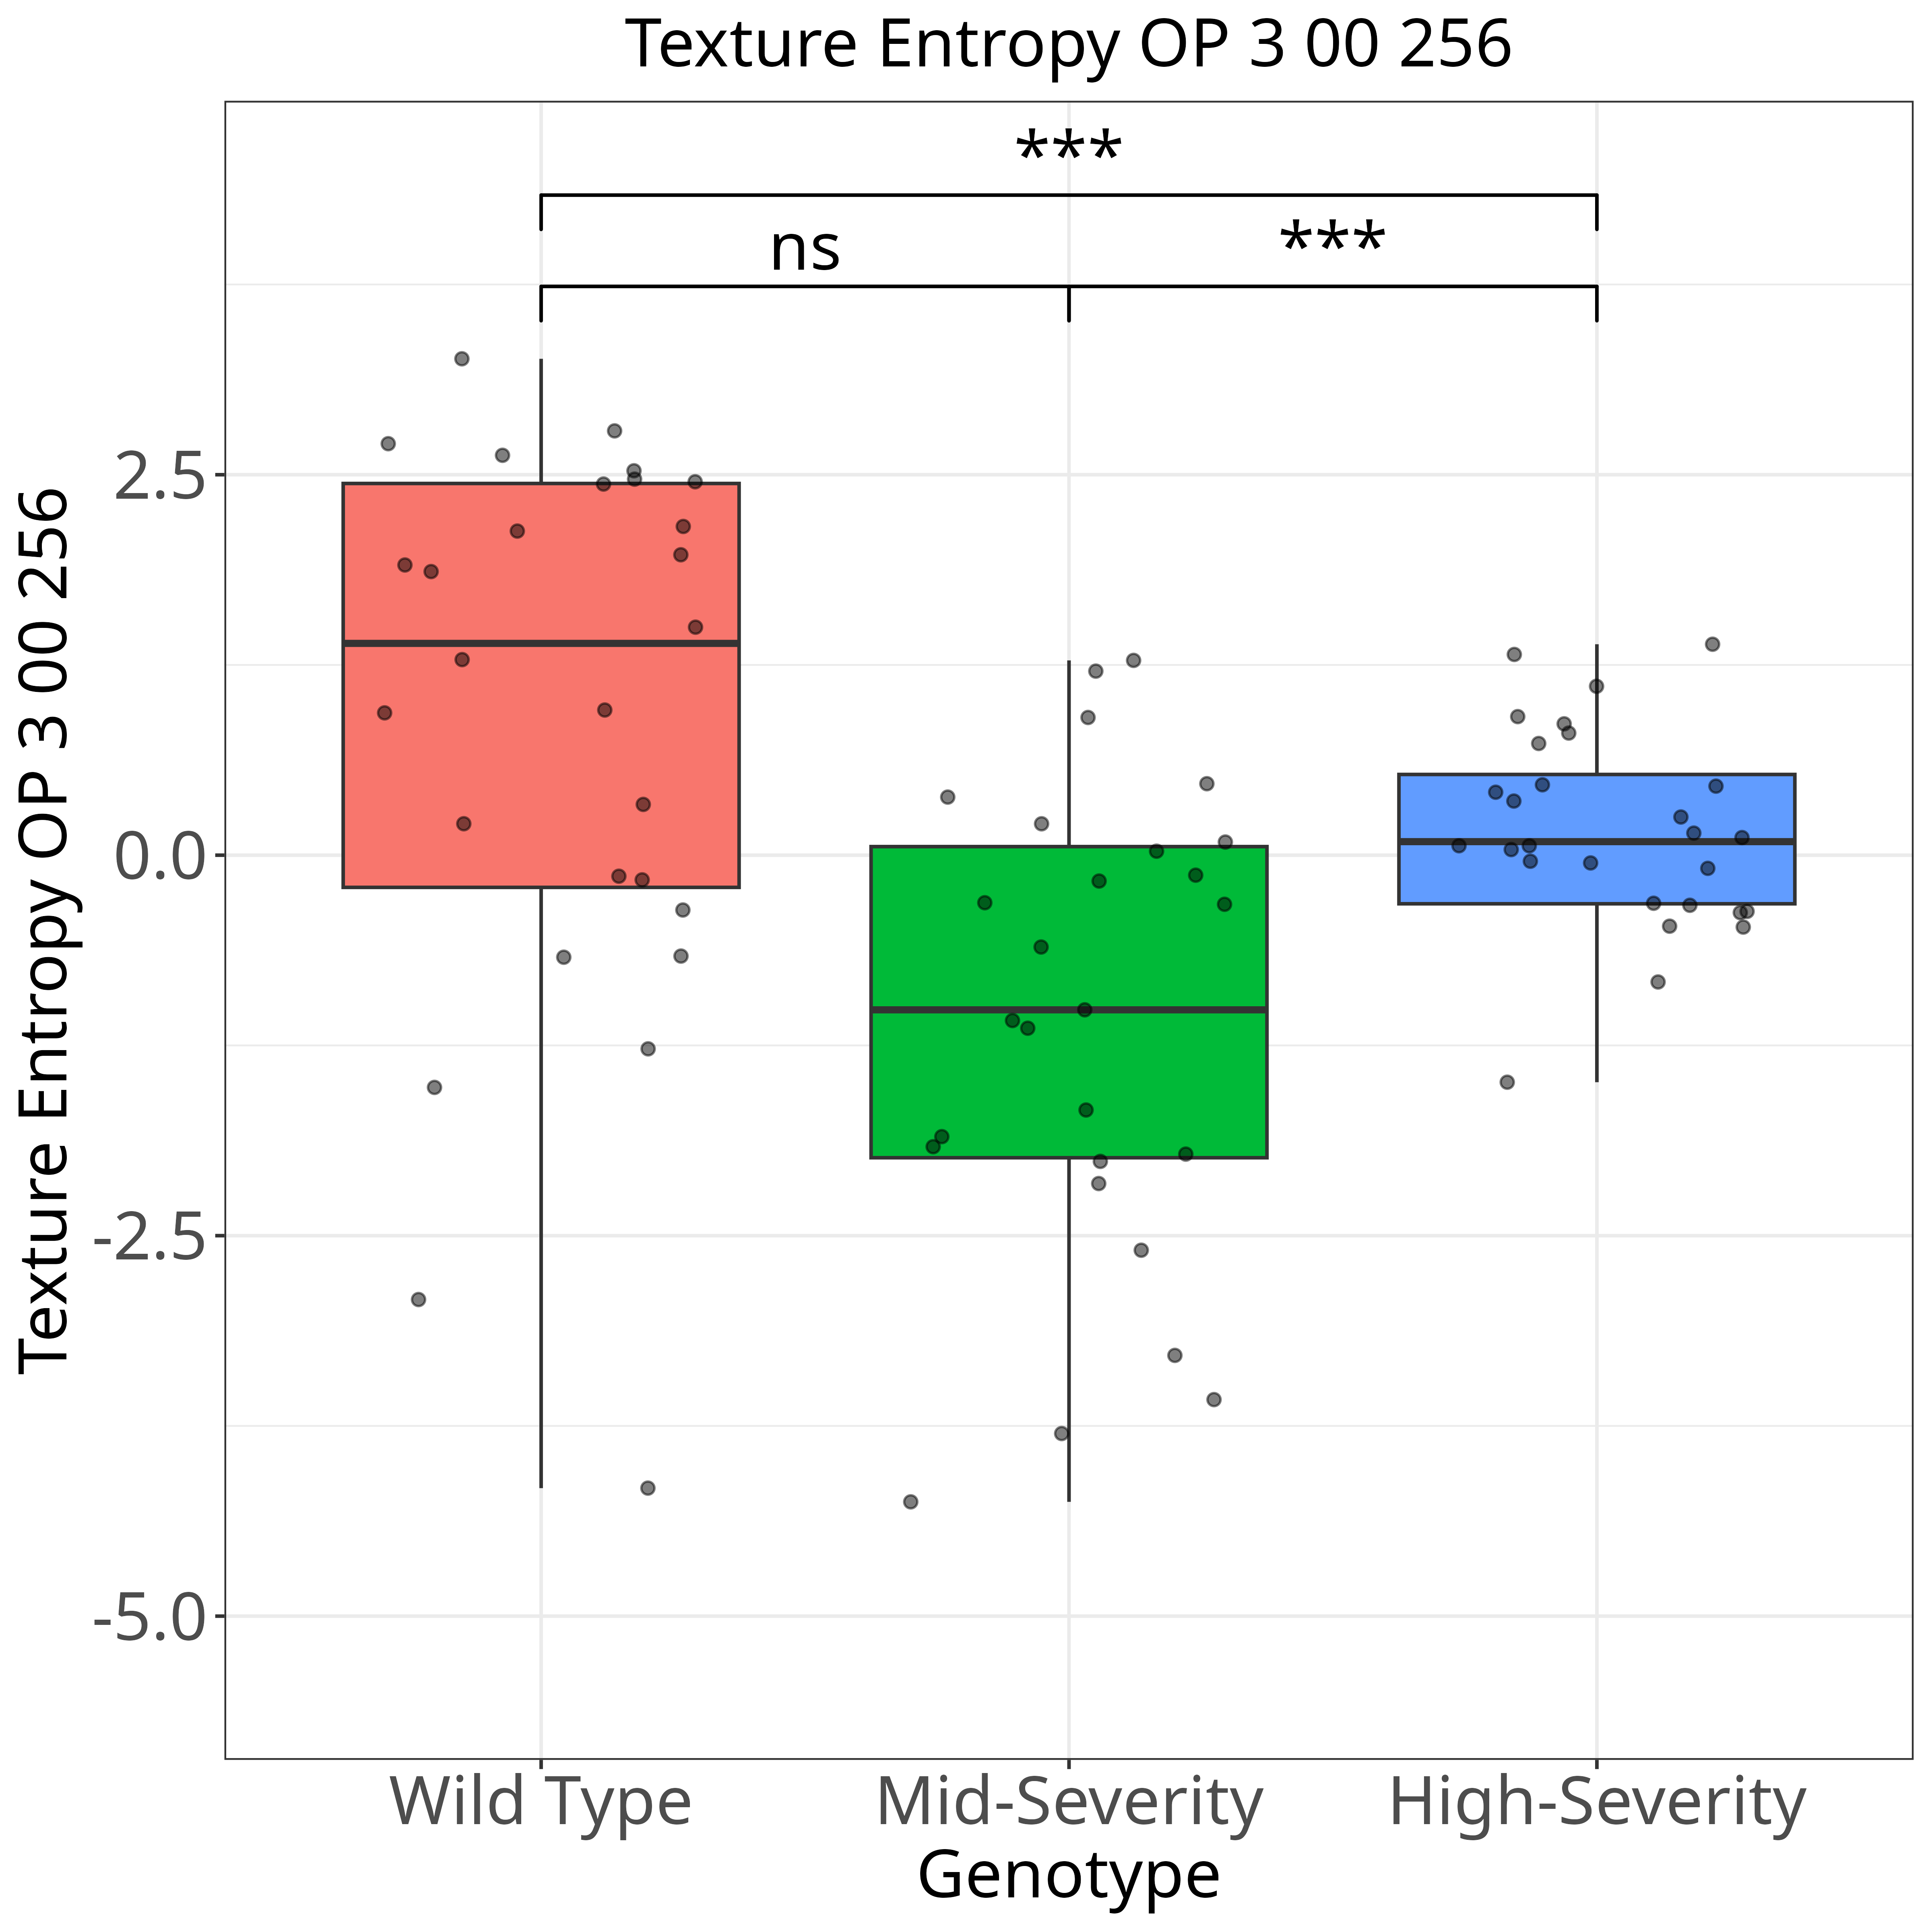 Texture Entropy OP 3 00 256
***
ns
***
2.5
0.0
-2.5
-5.0
Texture Entropy OP 3 00 256
Wild Type
Mid-Severity
High-Severity
Genotype